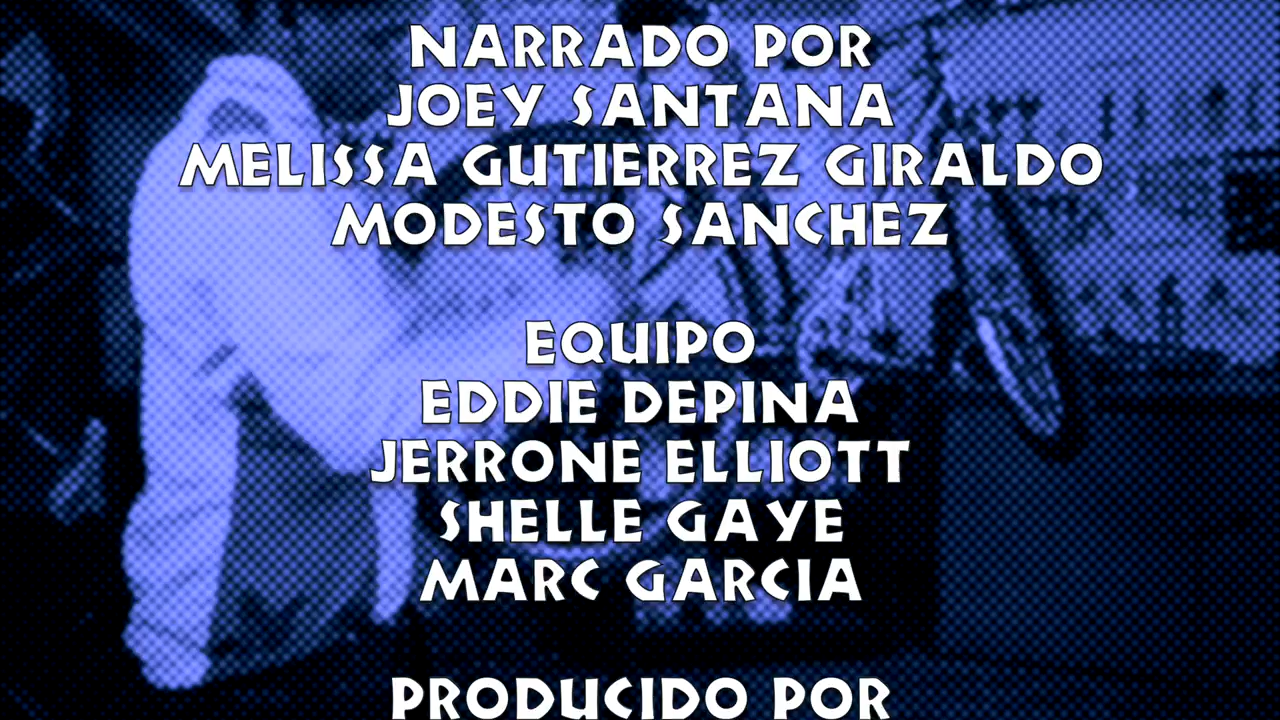 NARRADO POR
JOEY SANTANA
MELISSA GUTIERREZ GIRALDO
MODESTO SANCHEZ
EQUIPO
EDDIE DEPINA
JERRONE ELLIOTT
SHELLE GAYE
MARC GARCIA
PRODUCIDO POR